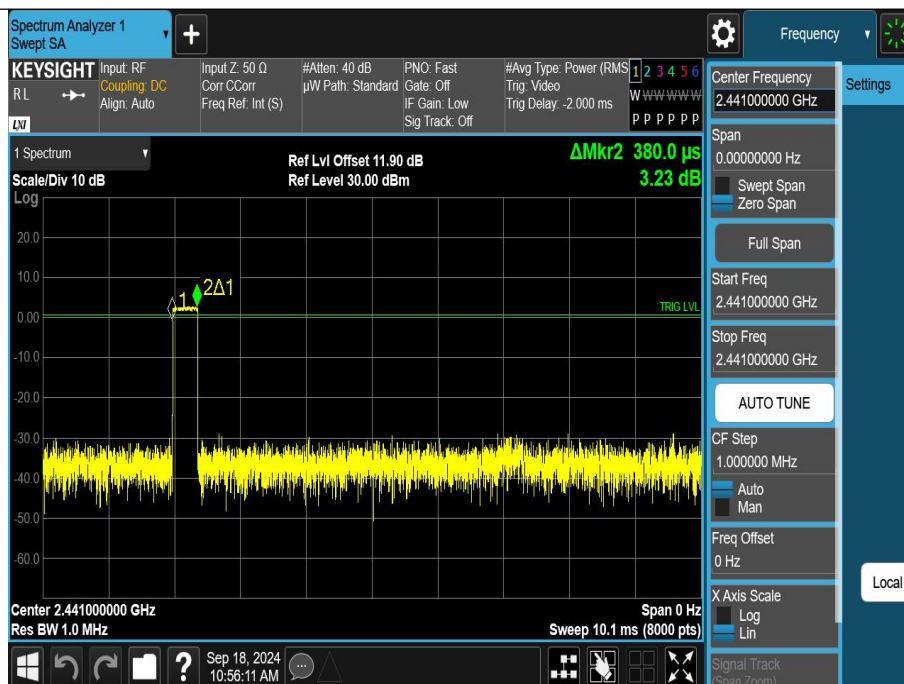 Spectrum Analyzer 1
Swept SA
+
Frequency
KEYSIGHT
R L
LXI
Input: RF
Coupling: DC
Align: Auto
Input Z: 50 Ω
Corr CCorr
Freq Ref: Int (S)
#Atten: 40 dB
µW Path: Standard
PNO: Fast
Gate: Off
IF Gain: Low
Sig Track: Off
#Avg Type: Power (RMS
Trig: Video
Trig Delay: -2.000 ms
1 2 3 4 5 6
W W W W W W
P P P P P P
1 Spectrum
Scale/Div 10 dB
Log
Ref Lvl Offset 11.90 dB
Ref Level 30.00 dBm
ΔMkr2 380.0 µs
3.23 dB
20.0
10.0
0.00
-10.0
-20.0
-30.0
-40.0
-50.0
-60.0
1
2Δ1
TRIG LVL
Center 2.441000000 GHz
Res BW 1.0 MHz
Span 0 Hz
Sweep 10.1 ms (8000 pts)
Center Frequency
2.441000000 GHz
Settings
Span
0.00000000 Hz
Swept Span
Zero Span
Full Span
Start Freq
2.441000000 GHz
Stop Freq
2.441000000 GHz
AUTO TUNE
CF Step
1.000000 MHz
Auto
Man
Freq Offset
0 Hz
X Axis Scale
Log
Lin
Signal Track
(Span Zoom)
Local
?
Sep 18, 2024
10:56:11 AM